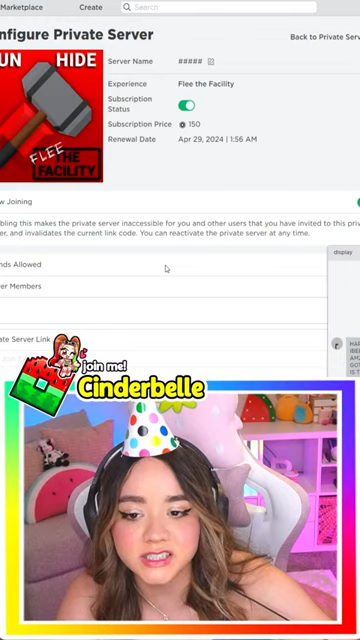 Marketplace
Create
Search
nfigure Private Server
Back to Private Serv
UN HIDE
FLEE
THE
FACILITY
Server Name
#####
Experience
Flee the Facility
Subscription
Status
Subscription Price
150
Renewal Date
Apr 29, 2024 | 1:56 AM
w Joining
bling this makes the private server inaccessible for you and other users that you have invited to this priv
er, and invalidates the current link code. You can reactivate the private server at any time.
display
nds Allowed
er Members
ate Server Link
join me!
Cinderbelle